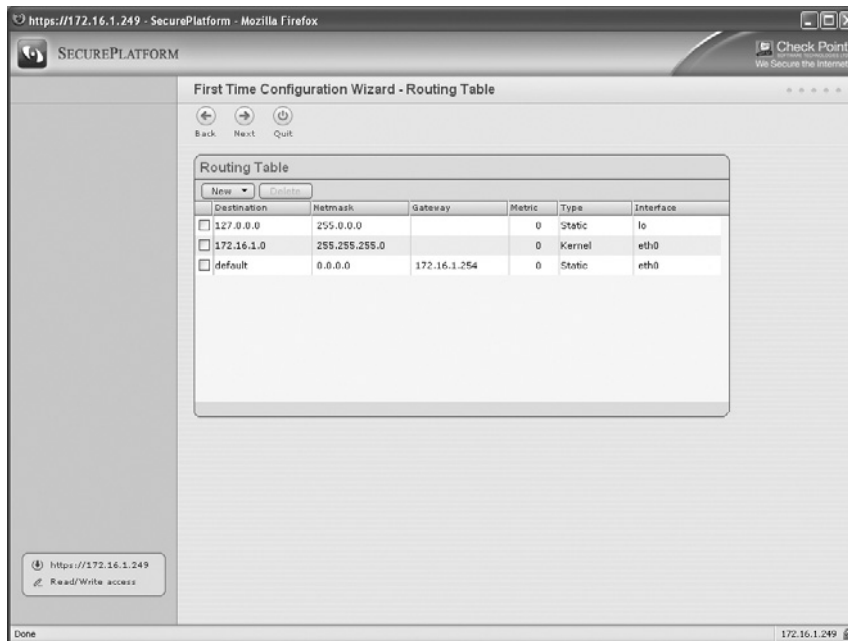 https://172.16.1.249 - SecurePlatform - Mozilla Firefox
SECUREPLATFORM
Check Point
SOFTWARE TECHNOLOGIES LTD.
We Secure the Internet
First Time Configuration Wizard - Routing Table
Back Next Quit
Routing Table
New Delete
Destination Netmask Gateway Metric Type Interface
127.0.0.0 255.0.0.0 0 Static lo
172.16.1.0 255.255.255.0 0 Kernel eth0
default 0.0.0.0 172.16.1.254 0 Static eth0
https://172.16.1.249
Read/Write access
Done 172.16.1.249